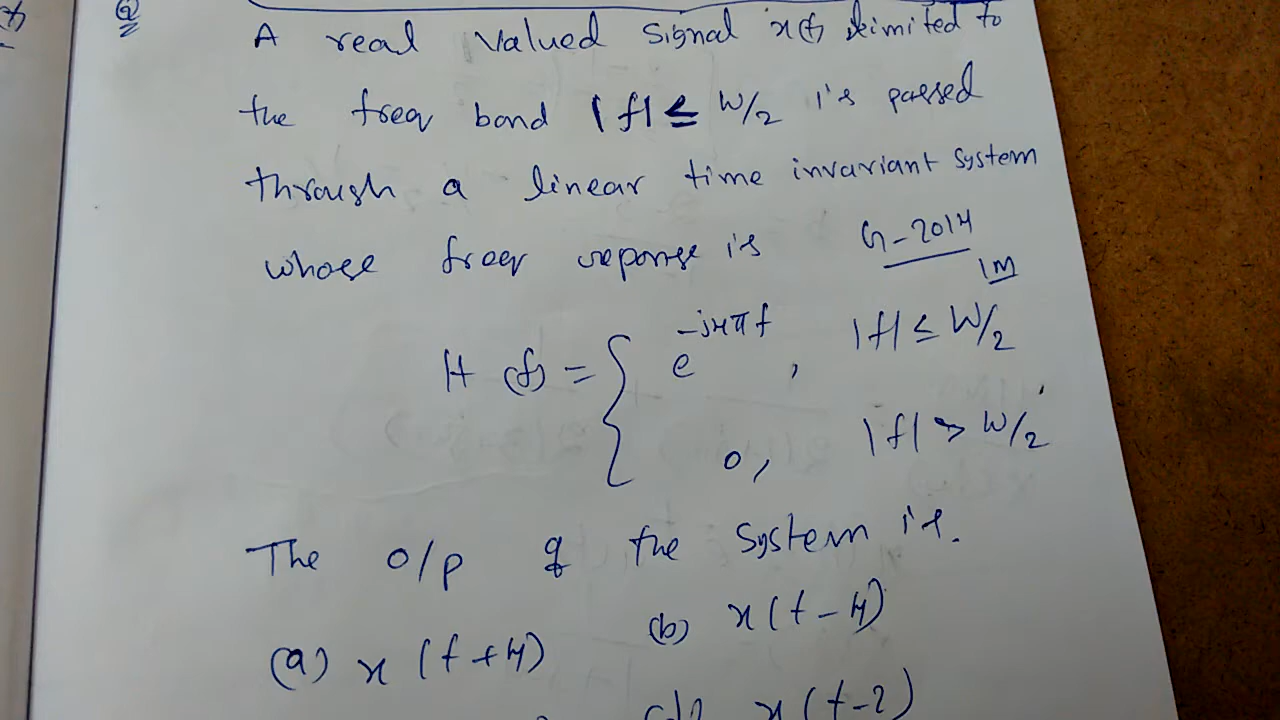 Q
A real valued signal x(t) limited to
the freq band |f| ≤ W/2 is passed
through a linear time invariant system
whose freq reponse is G-2014
1M
H (f) = { e^{-j4πf} , |f| ≤ W/2
0, |f| > W/2
The o/p of the system is.
(a) x (t+4) (b) x(t-4)
x(t-2)